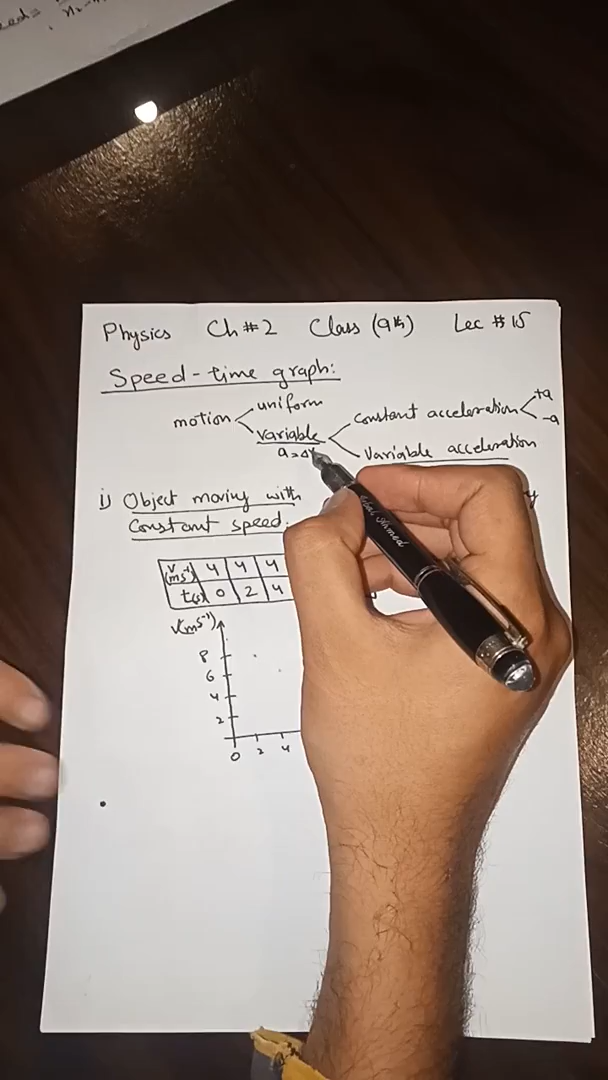 Physics Ch # 2 Class (9th) Lec # 15
Speed-time graph:
motion
uniform
Variable
a = Δv
Constant acceleration
+a
-a
Variable acceleration
i) Object moving with
Constant speed.
V (ms⁻¹) 4 4 4
t(s) 0 2 4
V(ms⁻¹)
8
6
4
2
0 2 4
Ahmed